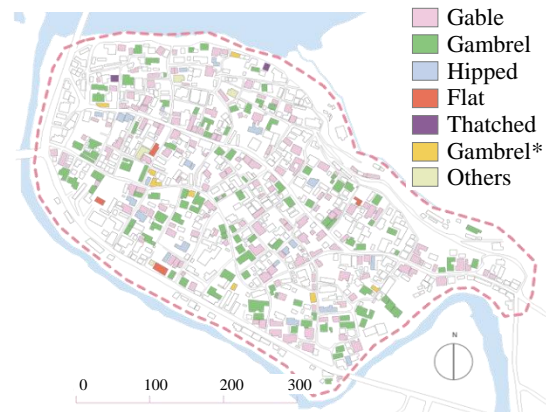 Gable
Gambrel
Hipped
Flat
Thatched
Gambrel*
Others
N
0 100 200 300